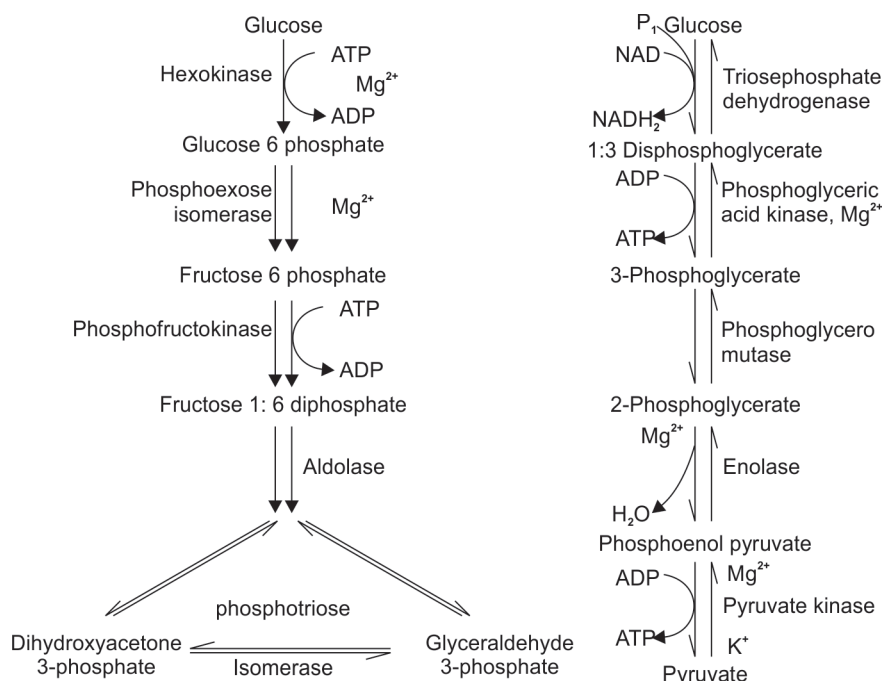 Glucose
ATP
Hexokinase
Mg²⁺
ADP
Glucose 6 phosphate
Phosphoexose
isomerase
Mg²⁺
Fructose 6 phosphate
ATP
Phosphofructokinase
ADP
Fructose 1: 6 diphosphate
Aldolase
phosphotriose
Dihydroxyacetone
3-phosphate
Isomerase
Glyceraldehyde
3-phosphate
P₁ Glucose
NAD
Triosephosphate
dehydrogenase
NADH₂
1:3 Disphosphoglycerate
ADP
Phosphoglyceric
acid kinase, Mg²⁺
ATP
3-Phosphoglycerate
Phosphoglycero
mutase
2-Phosphoglycerate
Mg²⁺
Enolase
H₂O
Phosphoenol pyruvate
ADP
Mg²⁺
Pyruvate kinase
ATP
K⁺
Pyruvate